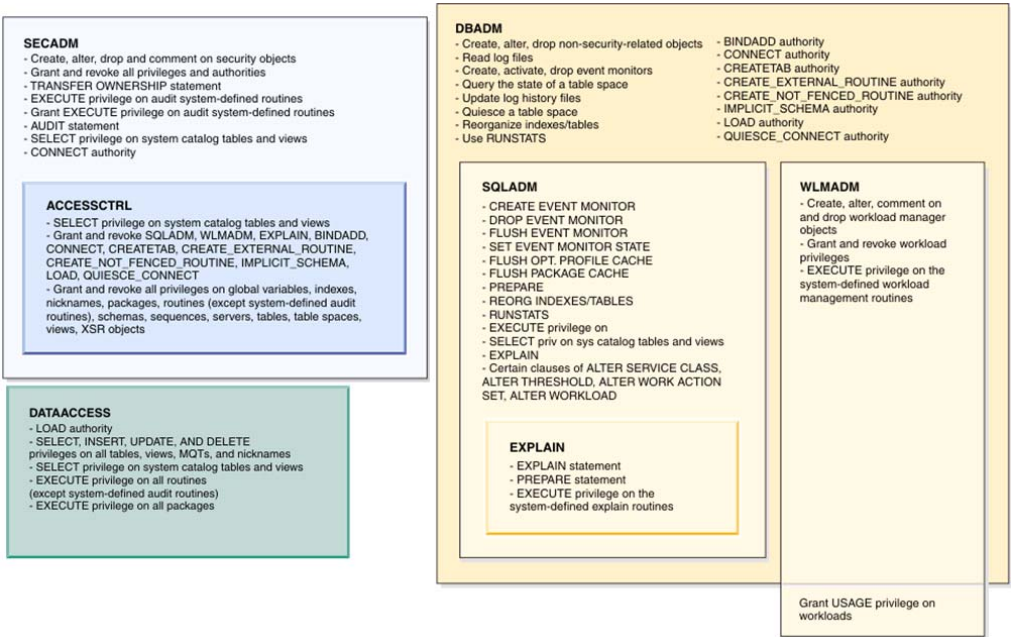 SECADM
- Create, alter, drop and comment on security objects
- Grant and revoke all privileges and authorities
- TRANSFER OWNERSHIP statement
- EXECUTE privilege on audit system-defined routines
- Grant EXECUTE privilege on audit system-defined routines
- AUDIT statement
- SELECT privilege on system catalog tables and views
- CONNECT authority
ACCESSCTRL
- SELECT privilege on system catalog tables and views
- Grant and revoke SQLADM, WLMADM, EXPLAIN, BINDADD,
CONNECT, CREATETAB, CREATE_EXTERNAL_ROUTINE,
CREATE_NOT_FENCED_ROUTINE, IMPLICIT_SCHEMA,
LOAD, QUIESCE_CONNECT
- Grant and revoke all privileges on global variables, indexes,
nicknames, packages, routines (except system-defined audit
routines), schemas, sequences, servers, tables, table spaces,
views, XSR objects
DATAACCESS
- LOAD authority
- SELECT, INSERT, UPDATE, AND DELETE
privileges on all tables, views, MQTs, and nicknames
- SELECT privilege on system catalog tables and views
- EXECUTE privilege on all routines
(except system-defined audit routines)
- EXECUTE privilege on all packages
DBADM
- Create, alter, drop non-security-related objects
- Read log files
- Create, activate, drop event monitors
- Query the state of a table space
- Update log history files
- Quiesce a table space
- Reorganize indexes/tables
- Use RUNSTATS
- BINDADD authority
- CONNECT authority
- CREATETAB authority
- CREATE_EXTERNAL_ROUTINE authority
- CREATE_NOT_FENCED_ROUTINE authority
- IMPLICIT_SCHEMA authority
- LOAD authority
- QUIESCE_CONNECT authority
SQLADM
- CREATE EVENT MONITOR
- DROP EVENT MONITOR
- FLUSH EVENT MONITOR
- SET EVENT MONITOR STATE
- FLUSH OPT. PROFILE CACHE
- FLUSH PACKAGE CACHE
- PREPARE
- REORG INDEXES/TABLES
- RUNSTATS
- EXECUTE privilege on
- SELECT priv on sys catalog tables and views
- EXPLAIN
- Certain clauses of ALTER SERVICE CLASS,
ALTER THRESHOLD, ALTER WORK ACTION
SET, ALTER WORKLOAD
EXPLAIN
- EXPLAIN statement
- PREPARE statement
- EXECUTE privilege on the
system-defined explain routines
WLMADM
- Create, alter, comment on
and drop workload manager
objects
- Grant and revoke workload
privileges
- EXECUTE privilege on the
system-defined workload
management routines
Grant USAGE privilege on
workloads